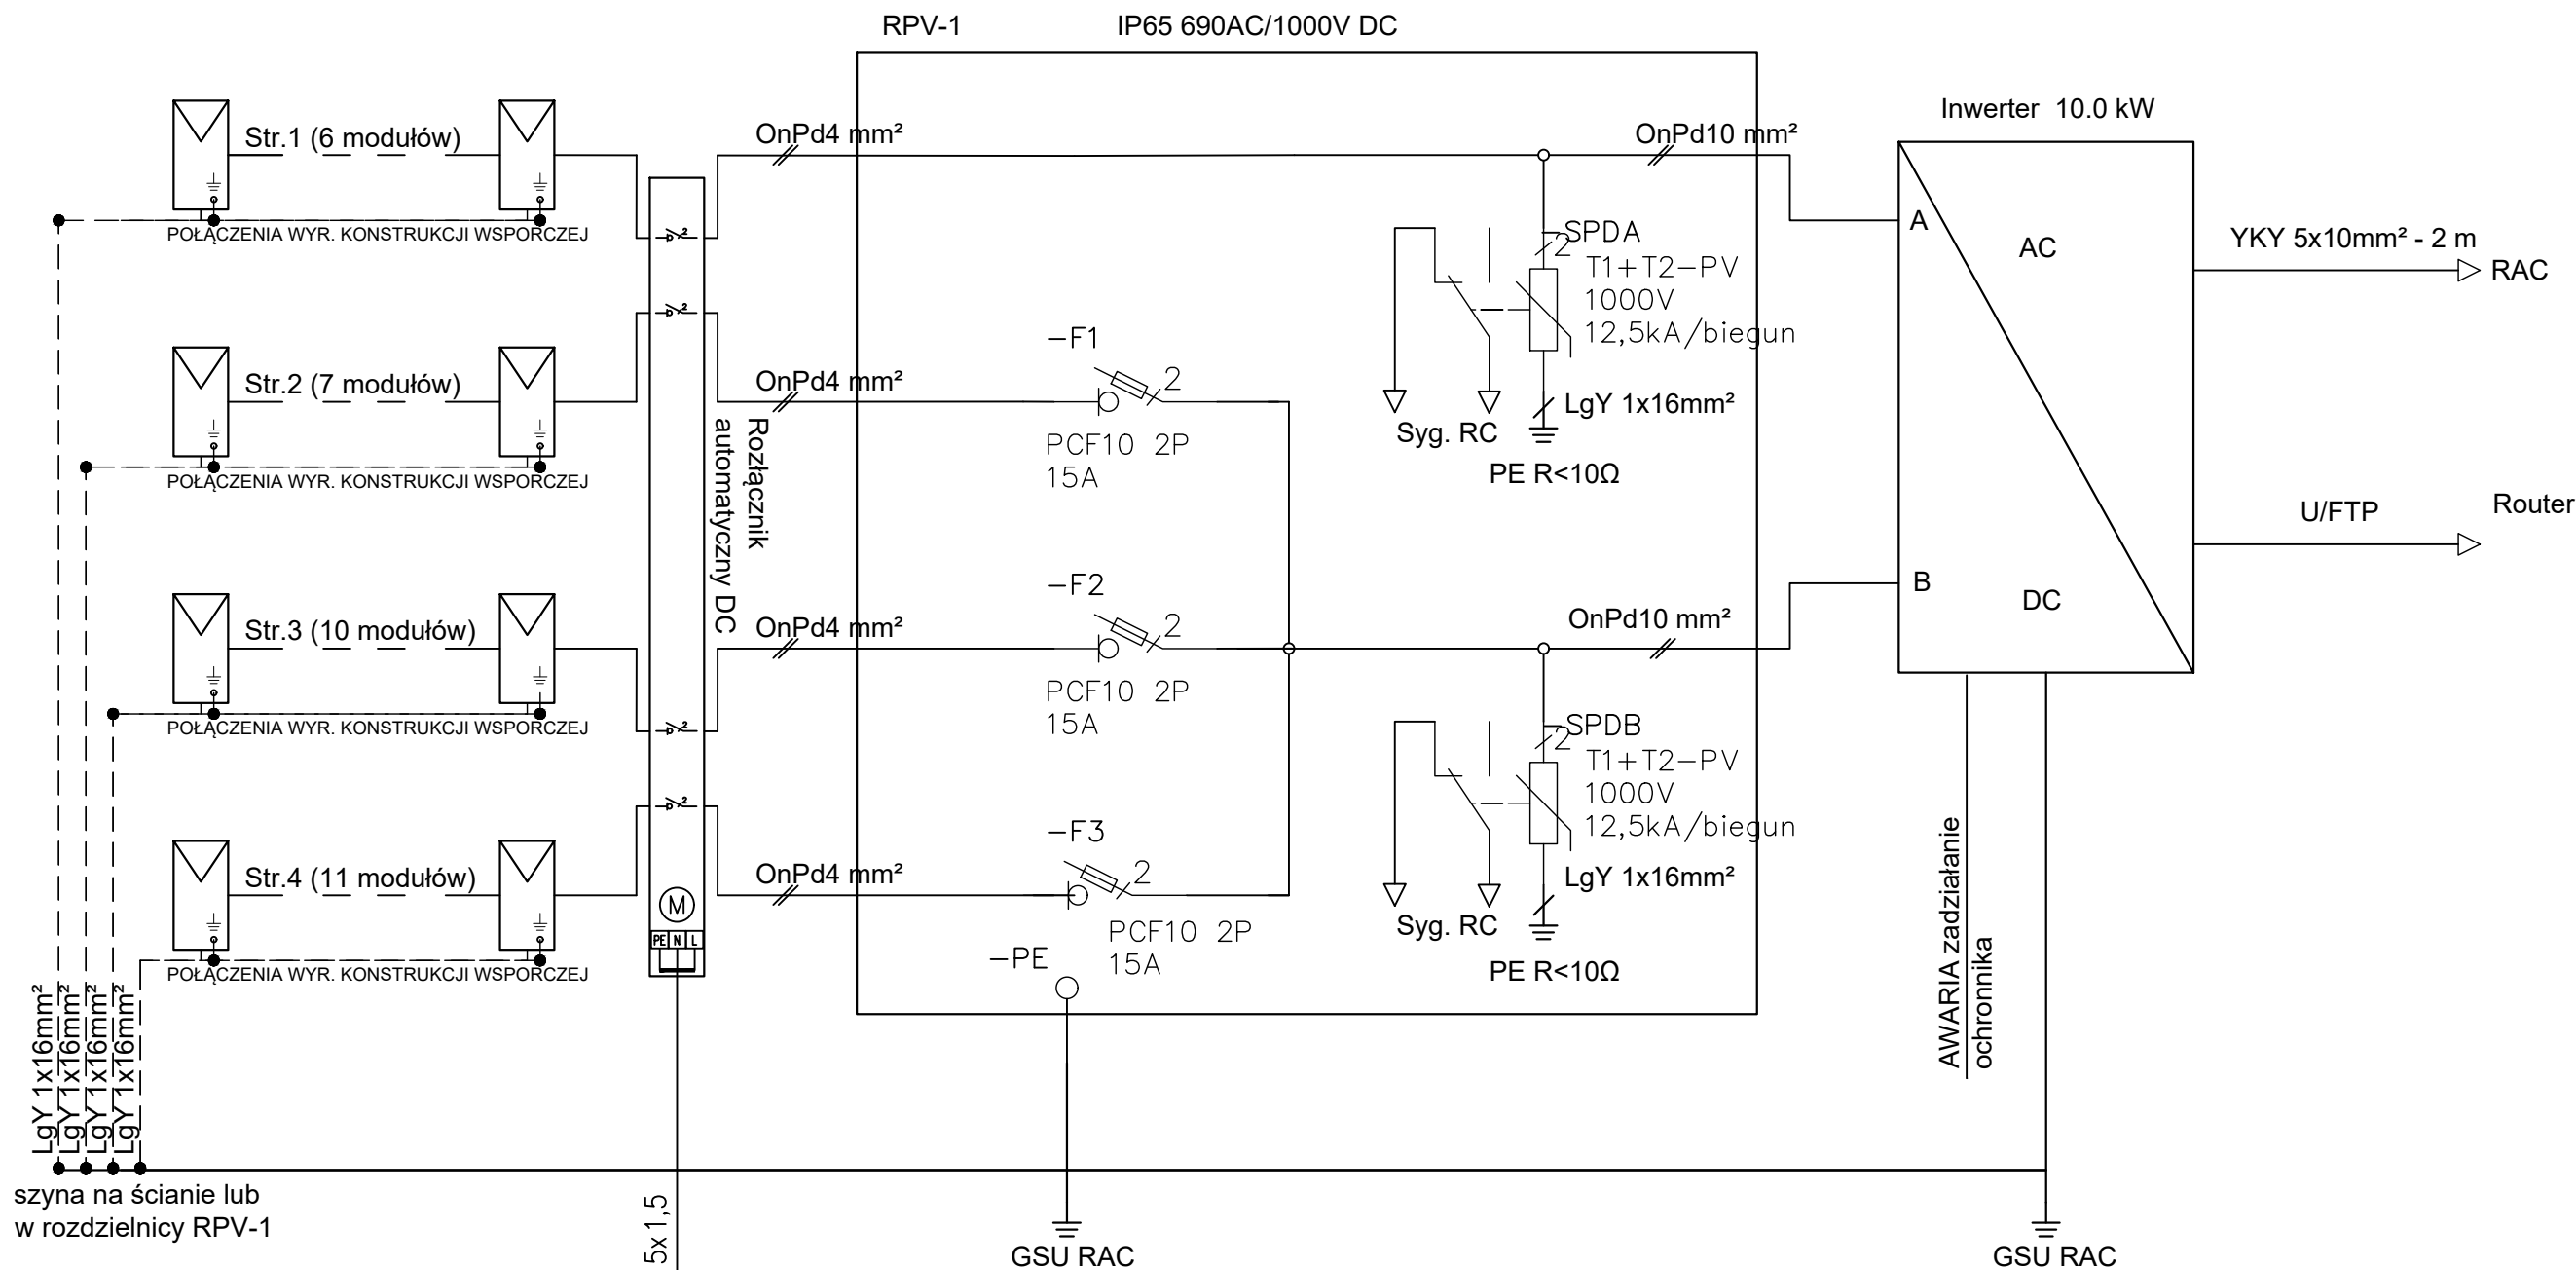 RPV-1
IP65 690AC/1000V DC
Inwerter 10.0 kW
Str.1 (6 modułów)
OnPd4 mm²
OnPd10 mm²
POŁĄCZENIA WYR. KONSTRUKCJI WSPORCZEJ
2
2
SPDA
2
T1+T2-PV
1000V
12,5kA/biegun
A
AC
YKY 5x10mm² - 2 m
RAC
Str.2 (7 modułów)
OnPd4 mm²
-F1
2
PCF10 2P
15A
Syg. RC
LgY 1x16mm²
PE R<10Ω
POŁĄCZENIA WYR. KONSTRUKCJI WSPORCZEJ
Rozłącznik
automatyczny DC
U/FTP
Router
Str.3 (10 modułów)
OnPd4 mm²
-F2
2
PCF10 2P
15A
OnPd10 mm²
B
DC
POŁĄCZENIA WYR. KONSTRUKCJI WSPORCZEJ
2
2
SPDB
2
T1+T2-PV
1000V
12,5kA/biegun
Str.4 (11 modułów)
OnPd4 mm²
-F3
2
PCF10 2P
15A
Syg. RC
LgY 1x16mm²
PE R<10Ω
M
PE N L
POŁĄCZENIA WYR. KONSTRUKCJI WSPORCZEJ
-PE
AWARIA zadziałanie
ochronnika
LgY 1x16mm²
LgY 1x16mm²
LgY 1x16mm²
LgY 1x16mm²
szyna na ścianie lub
w rozdzielnicy RPV-1
5x1,5
GSU RAC
GSU RAC